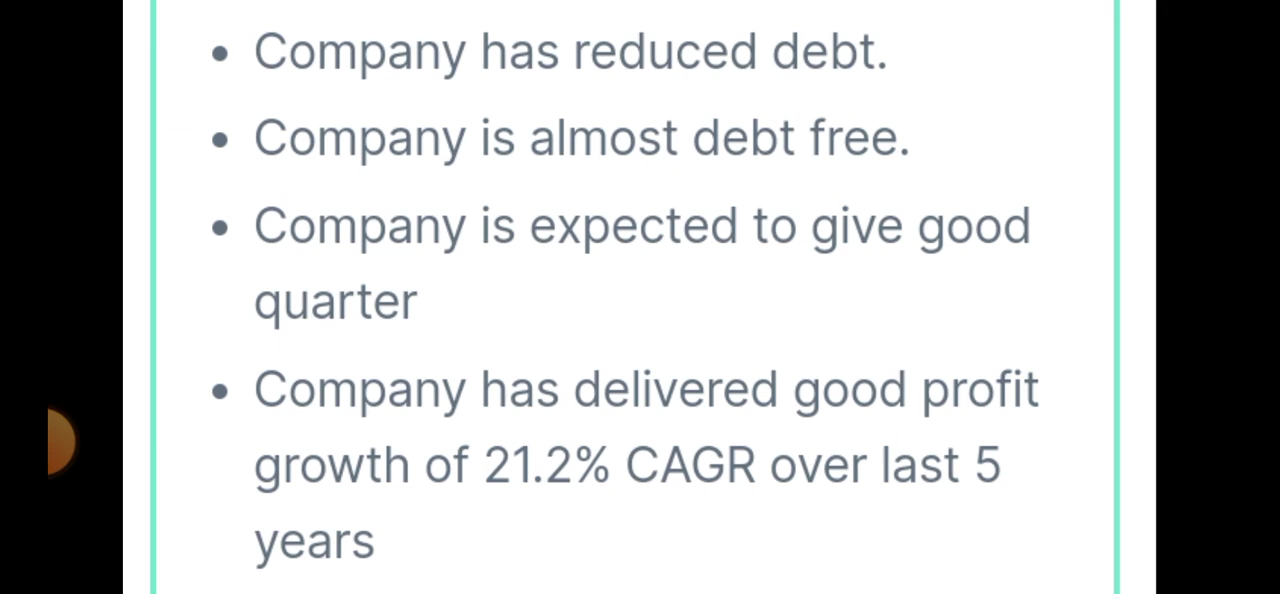 • Company has reduced debt.
• Company is almost debt free.
• Company is expected to give good
quarter
• Company has delivered good profit
growth of 21.2% CAGR over last 5
years